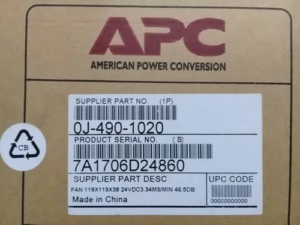 APC
AMERICAN POWER CONVERSION
SUPPLIER PART NO. (1P)
0J-490-1020
PRODUCT SERIAL NO. (S)
7A1706D24860
SUPPLIER PART DESC
UPC CODE
FAN 119X119X38 24VDC3.34M3/MIN 46.5DB
Made in China
00000000000
CB